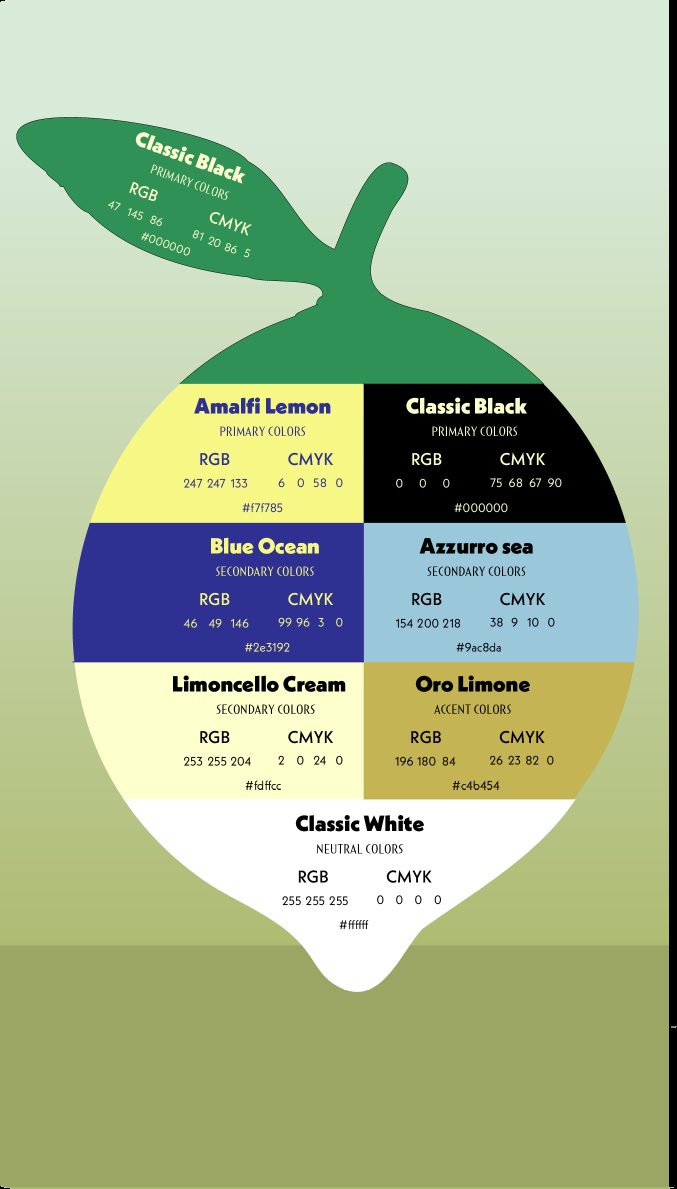 Classic Black
PRIMARY COLORS
RGB CMYK
47 145 86 81 20 86 5
#000000
Amalfi Lemon
PRIMARY COLORS
RGB CMYK
247 247 133 6 0 58 0
#f7f785
Classic Black
PRIMARY COLORS
RGB CMYK
0 0 0 75 68 67 90
#000000
Blue Ocean
SECONDARY COLORS
RGB CMYK
46 49 146 99 96 3 0
#2e3192
Azzurro sea
SECONDARY COLORS
RGB CMYK
154 200 218 38 9 10 0
#9ac8da
Limoncello Cream
SECONDARY COLORS
RGB CMYK
253 255 204 2 0 24 0
#fdffcc
Oro Limone
ACCENT COLORS
RGB CMYK
196 180 84 26 23 82 0
#c4b454
Classic White
NEUTRAL COLORS
RGB CMYK
255 255 255 0 0 0 0
#ffffff